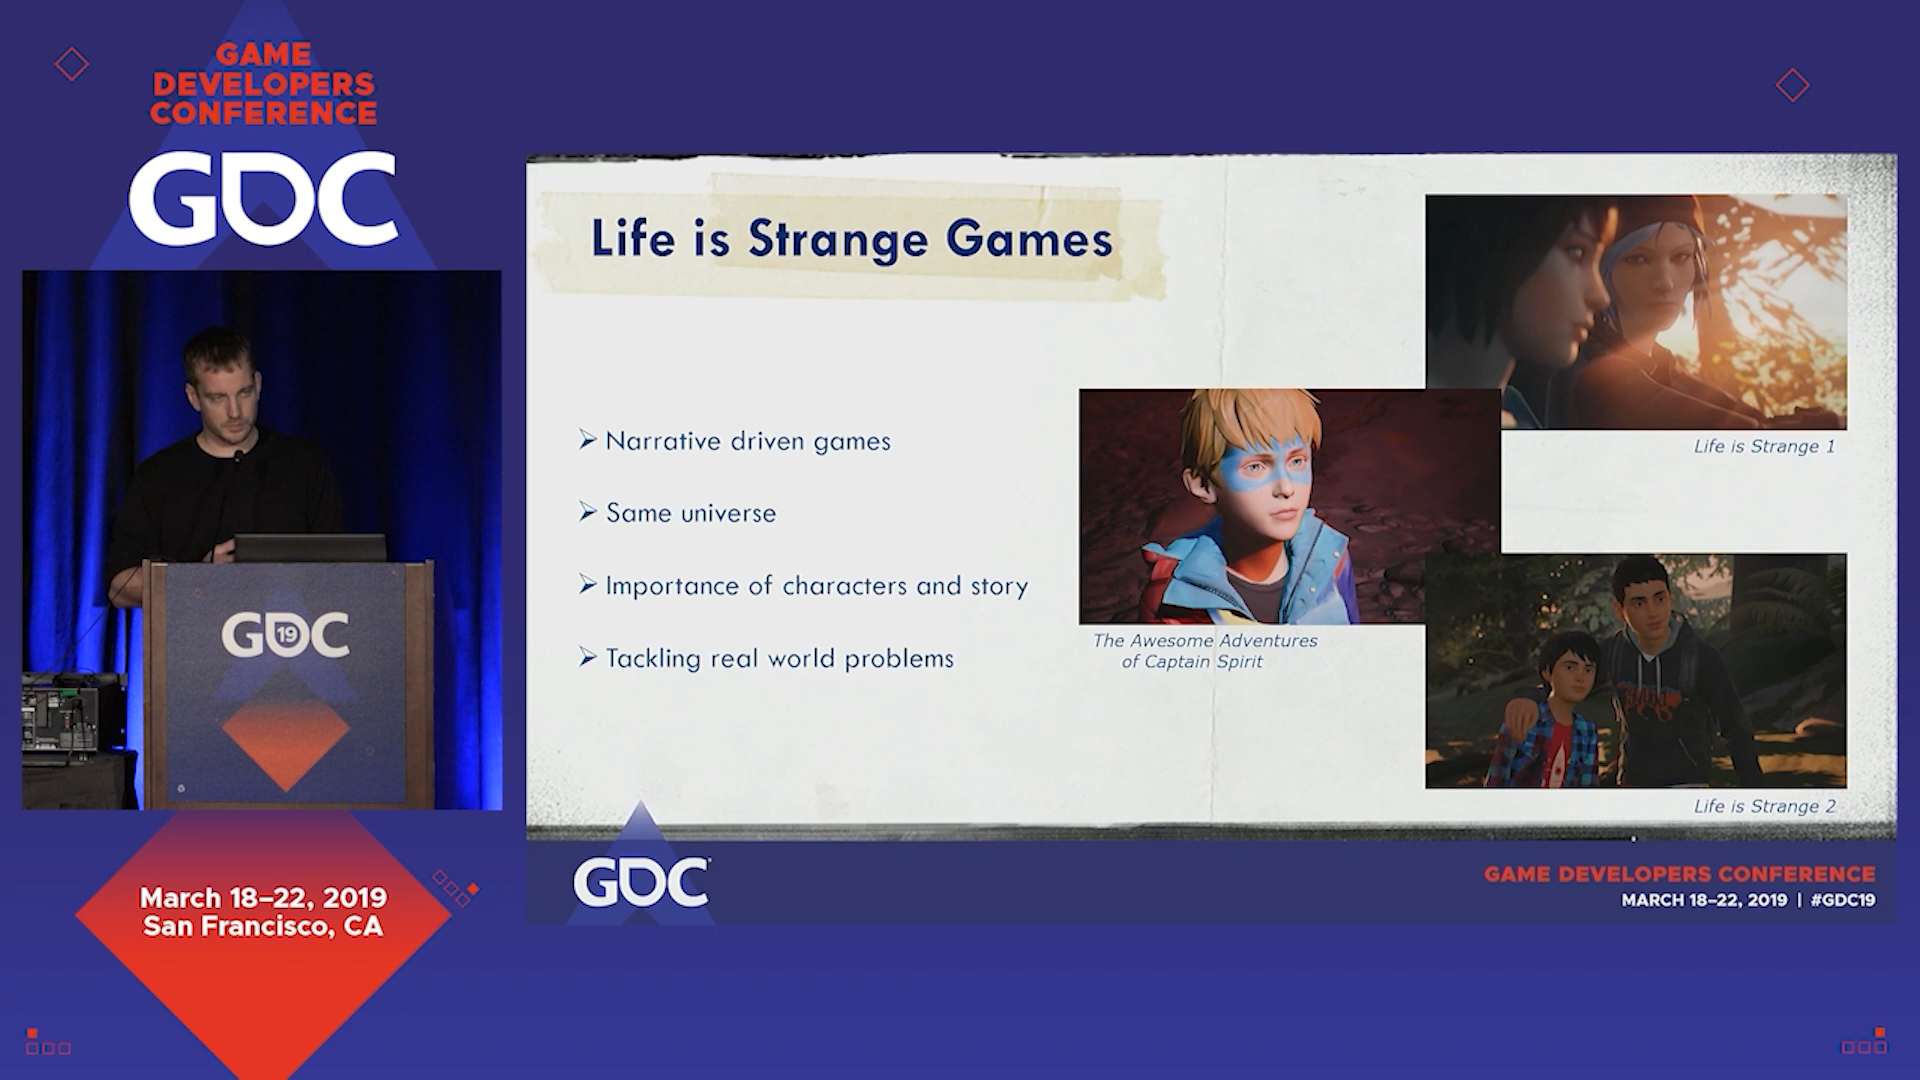 GAME
DEVELOPERS
CONFERENCE
GDC
GDC
19
March 18–22, 2019
San Francisco, CA
Life is Strange Games
➢ Narrative driven games
➢ Same universe
➢ Importance of characters and story
➢ Tackling real world problems
Life is Strange 1
The Awesome Adventures
of Captain Spirit
Life is Strange 2
GDC
GAME DEVELOPERS CONFERENCE
MARCH 18–22, 2019 | #GDC19